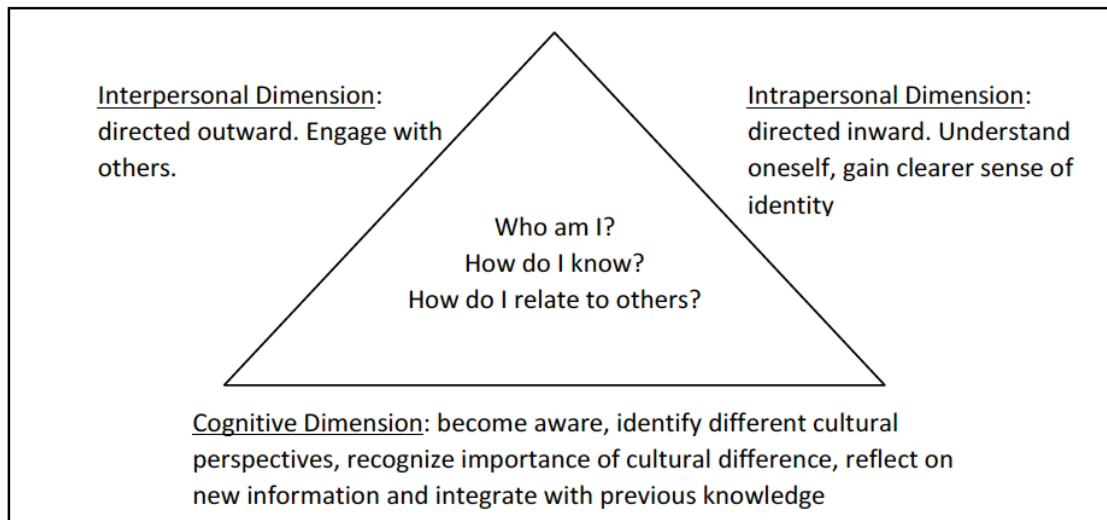 Interpersonal Dimension:
directed outward. Engage with
others.
Intrapersonal Dimension:
directed inward. Understand
oneself, gain clearer sense of
identity
Who am I?
How do I know?
How do I relate to others?
Cognitive Dimension: become aware, identify different cultural
perspectives, recognize importance of cultural difference, reflect on
new information and integrate with previous knowledge